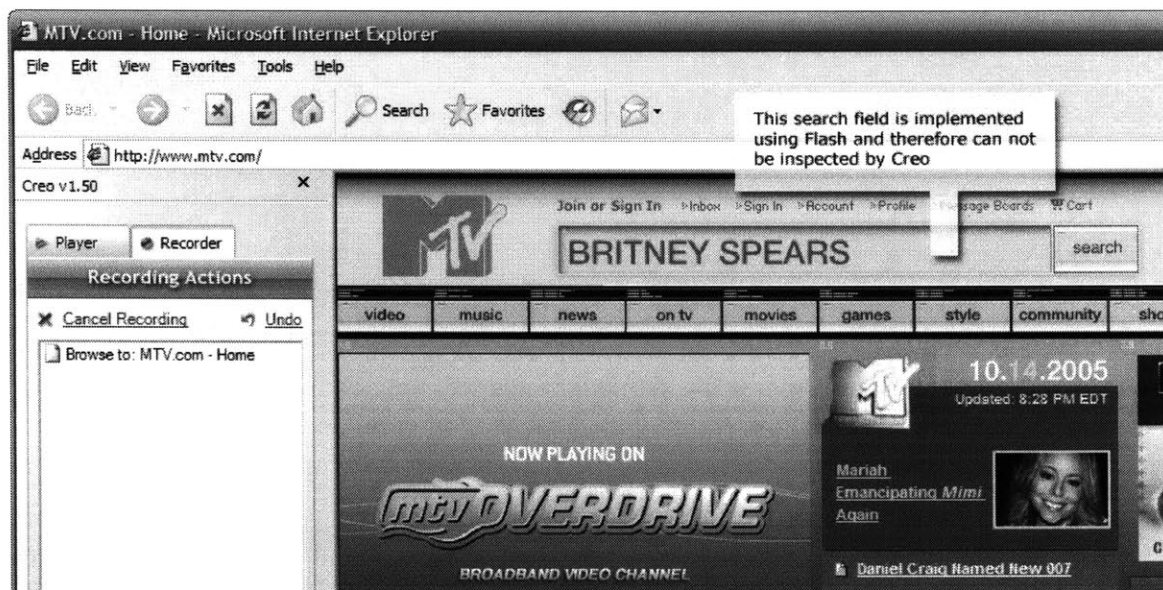 MTV.com - Home - Microsoft Internet Explorer
File Edit View Favorites Tools Help
Back Search Favorites
This search field is implemented
using Flash and therefore can not
be inspected by Creo
Address http://www.mtv.com/
Creo v1.50
Player Recorder
Recording Actions
Cancel Recording Undo
Browse to: MTV.com - Home
MTV
Join or Sign In Inbox Sign In Account Profile Message Boards Cart
BRITNEY SPEARS search
video music news on tv movies games style community sho
NOW PLAYING ON
mtv OVERDRIVE
BROADBAND VIDEO CHANNEL
MTV
10.14.2005
Updated: 8:28 PM EDT
Mariah
Emancipating Mimi
Again
Daniel Craig Named New 007